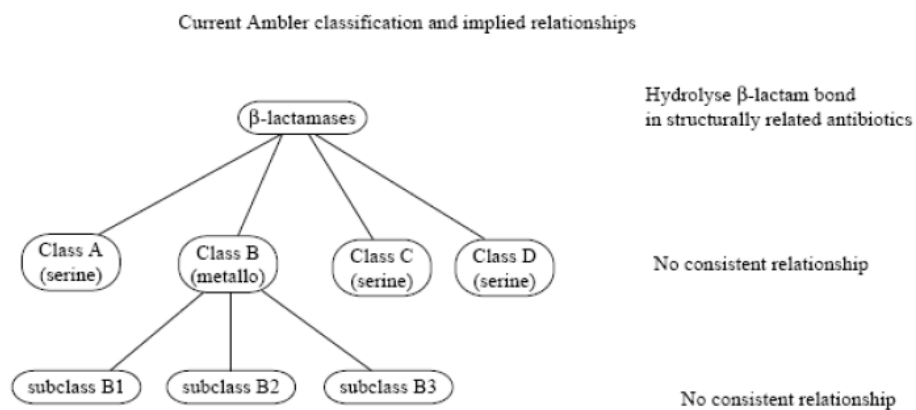 Current Ambler classification and implied relationships
β-lactamases
Hydrolyse β-lactam bond
in structurally related antibiotics
Class A
(serine)
Class B
(metallo)
Class C
(serine)
Class D
(serine)
No consistent relationship
subclass B1
subclass B2
subclass B3
No consistent relationship